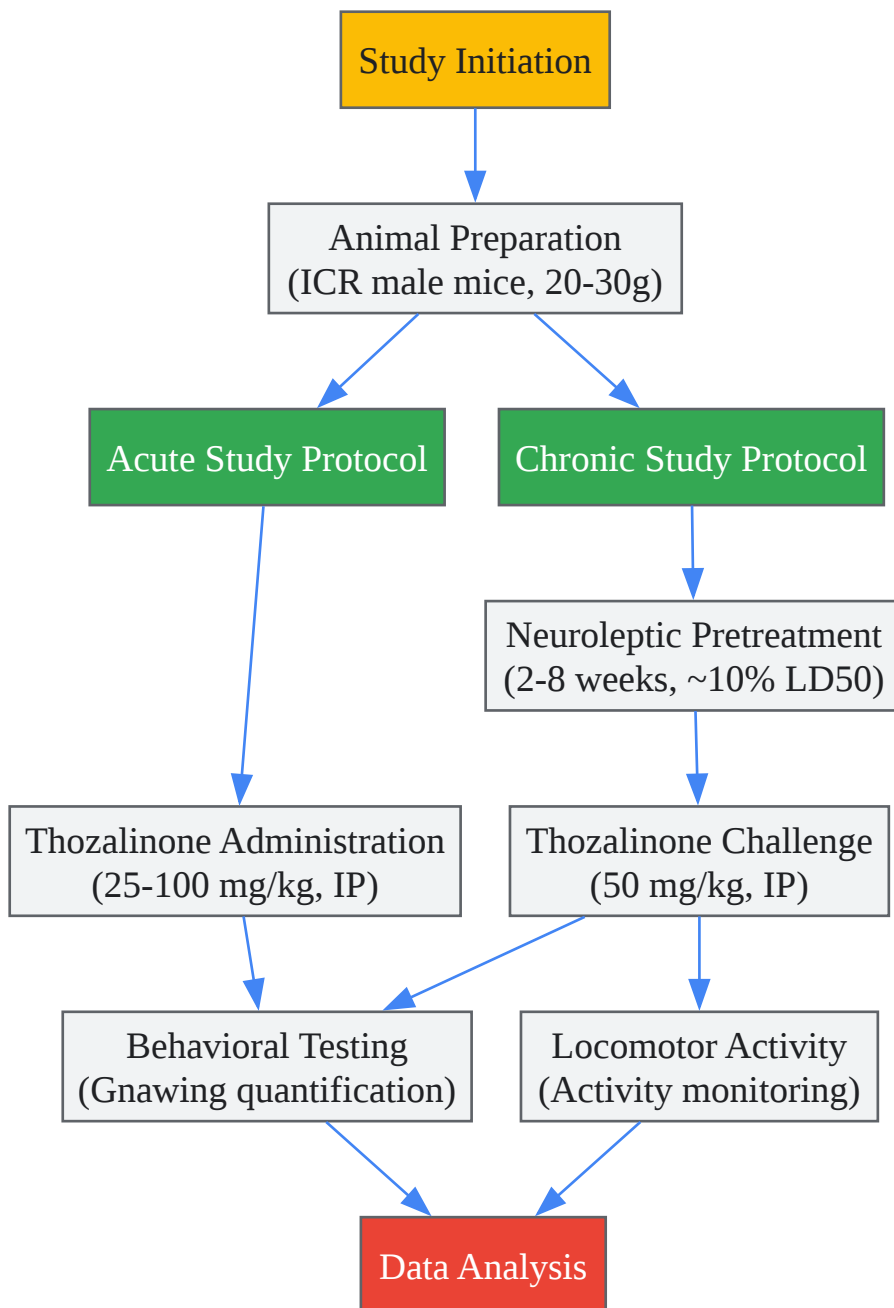 Study Initiation
Animal Preparation
(ICR male mice, 20-30g)
Acute Study Protocol
Chronic Study Protocol
Neuroleptic Pretreatment
(2-8 weeks, ~10% LD50)
Thozalinone Administration
(25-100 mg/kg, IP)
Thozalinone Challenge
(50 mg/kg, IP)
Behavioral Testing
(Gnawing quantification)
Locomotor Activity
(Activity monitoring)
Data Analysis